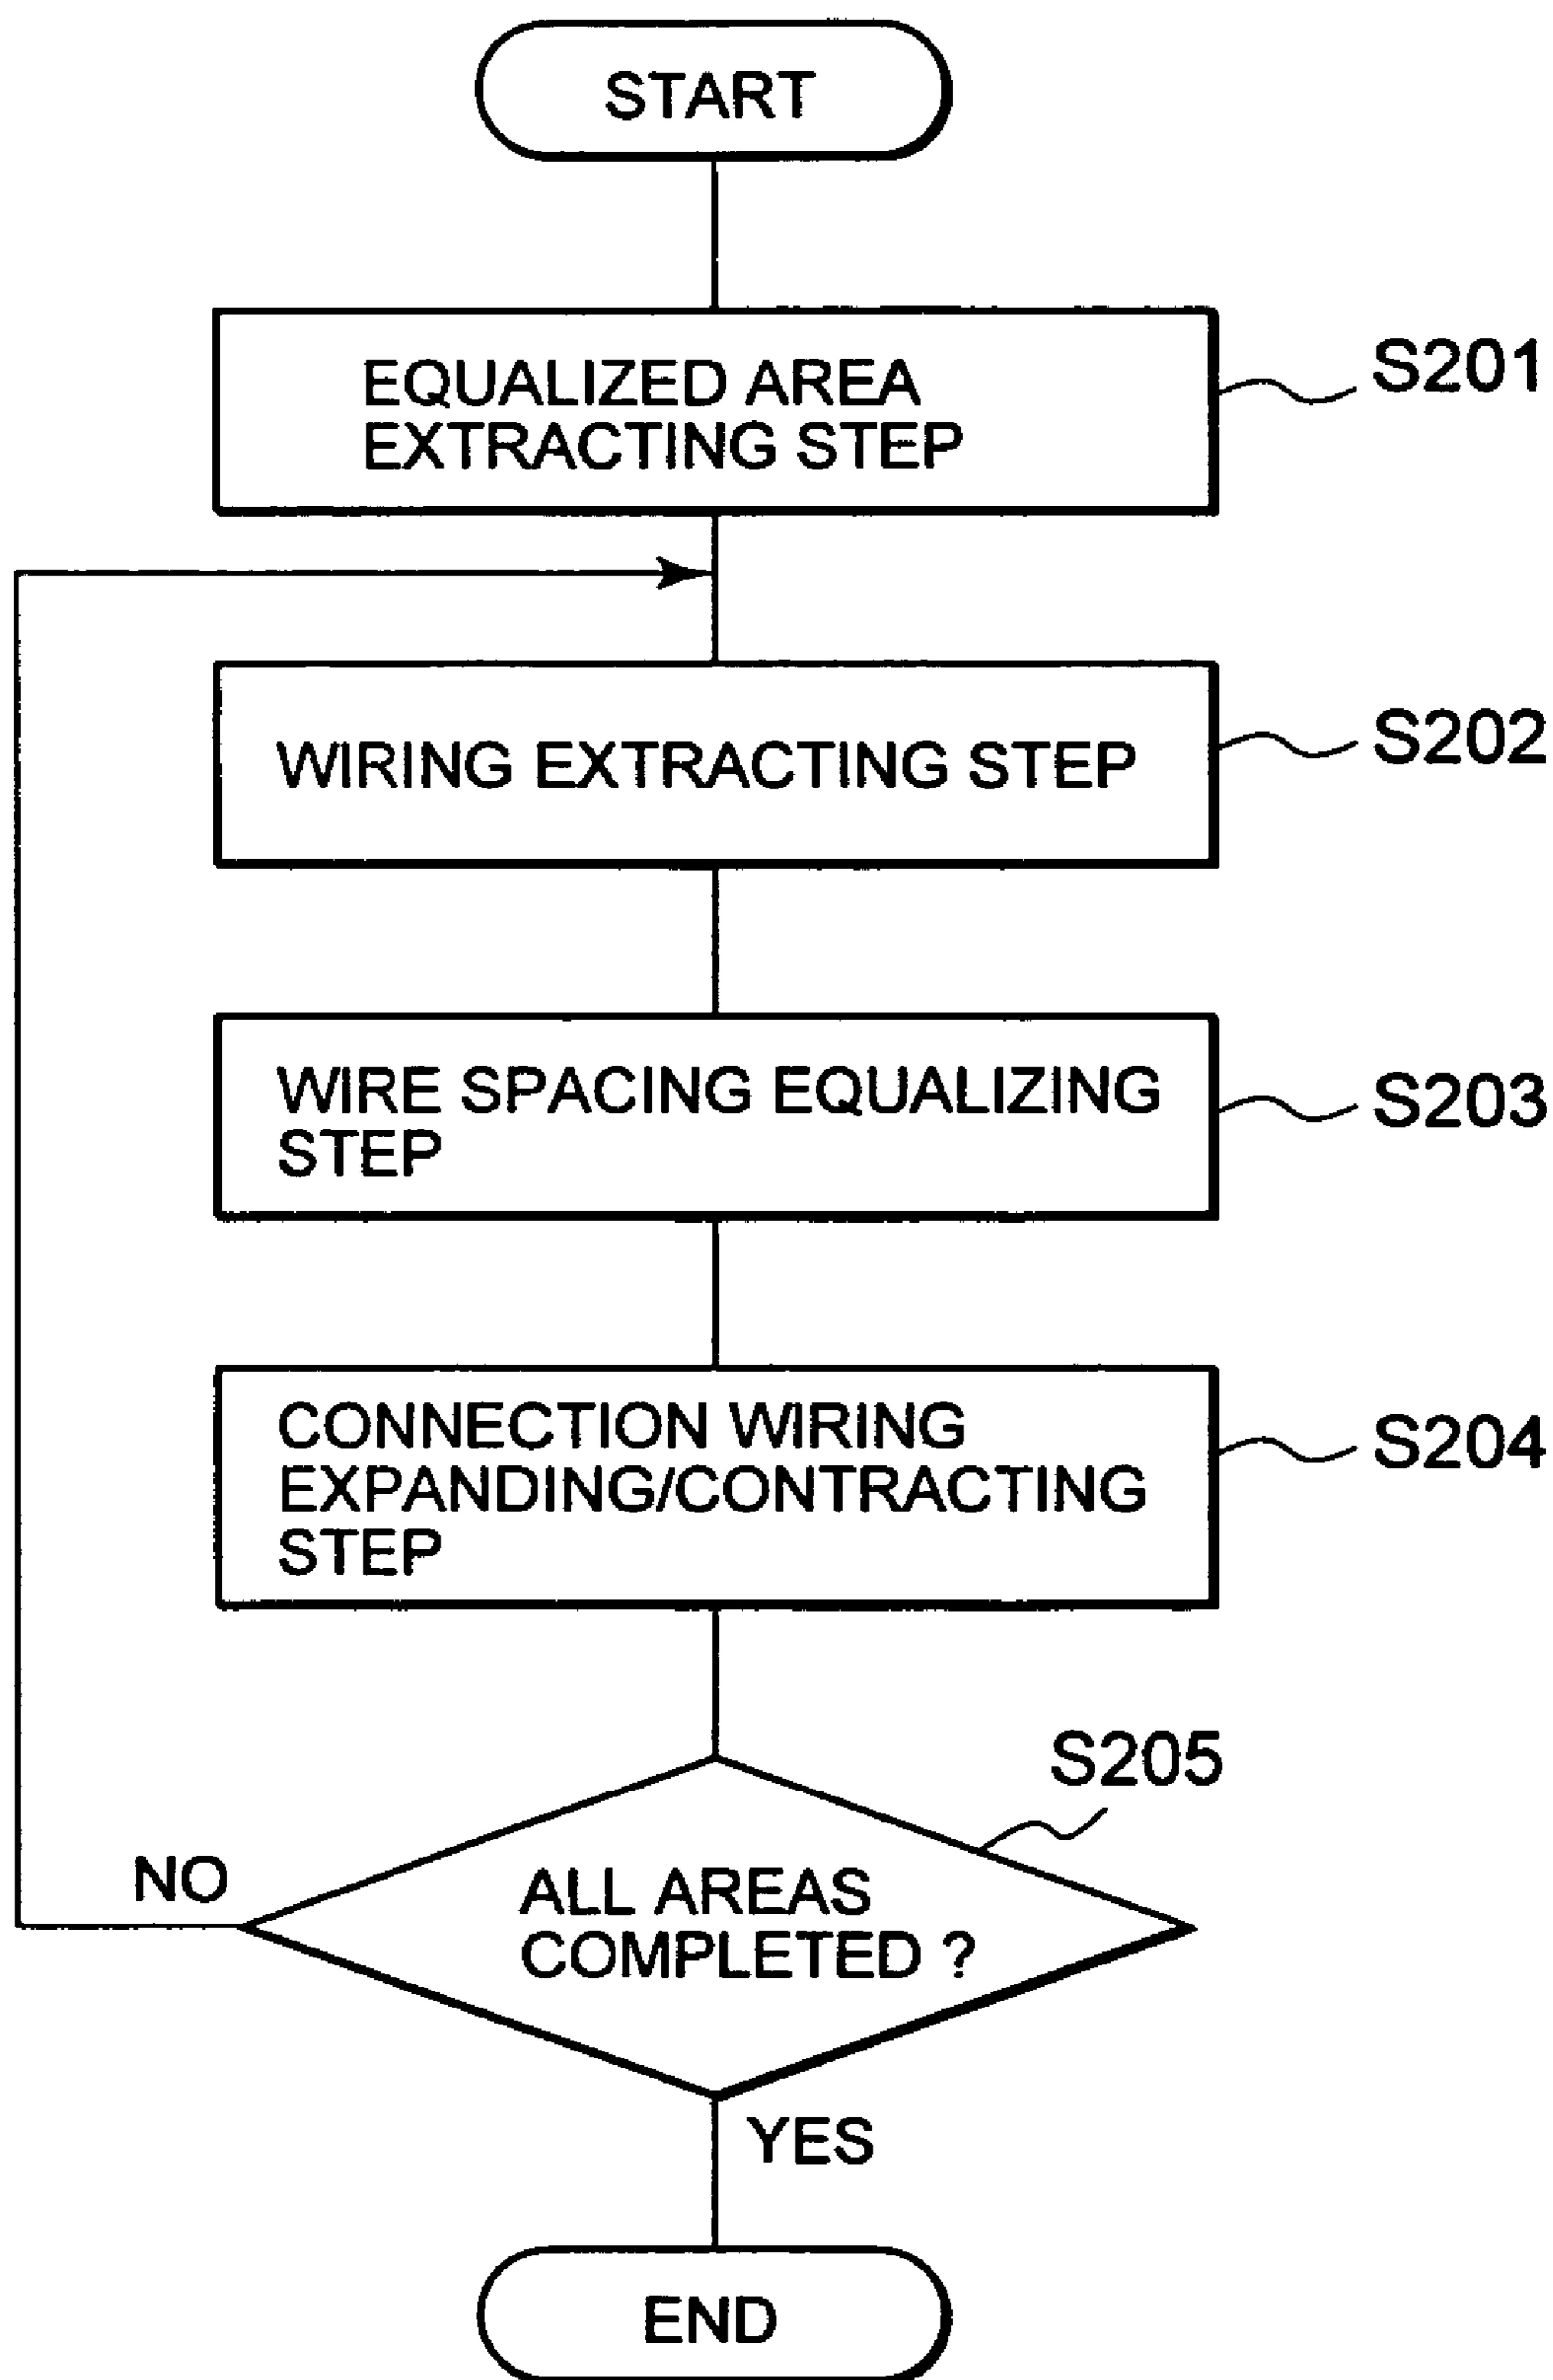 START
EQUALIZED AREA
EXTRACTING STEP
S201
WIRING EXTRACTING STEP
S202
WIRE SPACING EQUALIZING
STEP
S203
CONNECTION WIRING
EXPANDING/CONTRACTING
STEP
S204
S205
ALL AREAS
COMPLETED ?
NO
YES
END